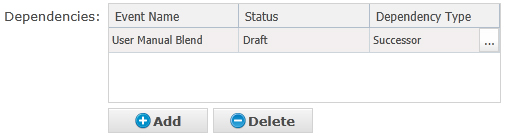 Dependencies: Event Name Status Dependency Type
User Manual Blend Draft Successor ...
Add Delete